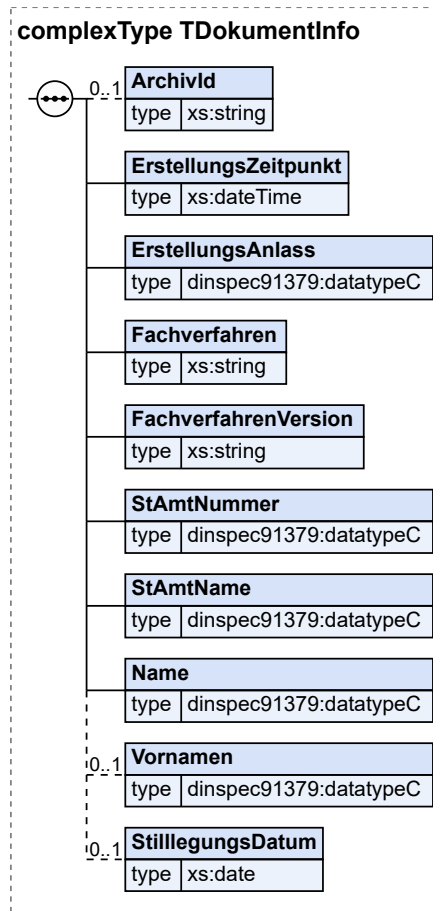 complexType TDokumentInfo
0..1
ArchivId
type xs:string
ErstellungsZeitpunkt
type xs:dateTime
ErstellungsAnlass
type dinspec91379:datatypeC
Fachverfahren
type xs:string
FachverfahrenVersion
type xs:string
StAmtNummer
type dinspec91379:datatypeC
StAmtName
type dinspec91379:datatypeC
Name
type dinspec91379:datatypeC
0..1
Vornamen
type dinspec91379:datatypeC
0..1
StilllegungsDatum
type xs:date